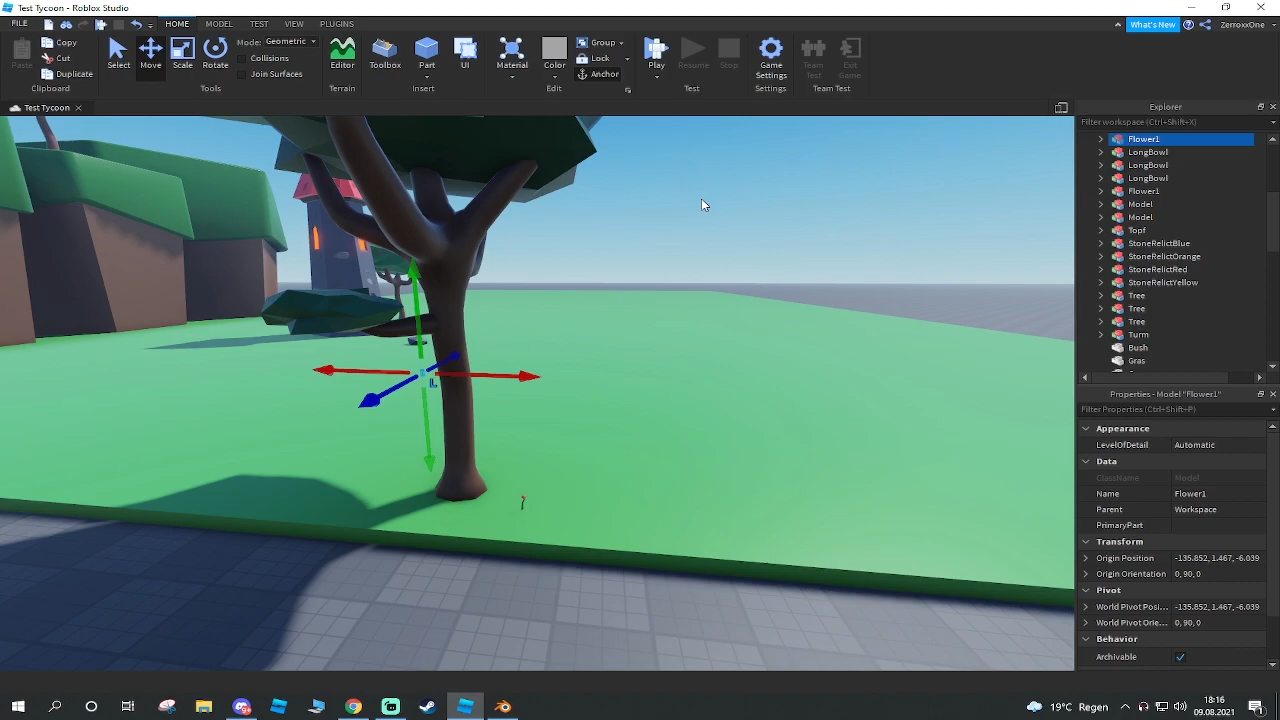 Test Tycoon - Roblox Studio
FILE
HOME MODEL TEST VIEW PLUGINS
What's New
ZerroxxOne
Paste
Copy
Cut
Duplicate
Clipboard
Select Move Scale Rotate
Mode: Geometric
Collisions
Join Surfaces
Tools
Editor
Terrain
Toolbox Part UI
Insert
Material Color
Group
Lock
Anchor
Edit
Play Resume Stop
Test
Game Settings
Settings
Team Test
Exit Game
Team Test
Test Tycoon
L
Explorer
Filter workspace (Ctrl+Shift+X)
Flower1
LongBowl
LongBowl
LongBowl
Flower1
Model
Model
Topf
StoneRelictBlue
StoneRelictOrange
StoneRelictRed
StoneRelictYellow
Tree
Tree
Tree
Turm
Bush
Gras
Properties - Model "Flower1"
Filter Properties (Ctrl+Shift+P)
Appearance
LevelOfDetail Automatic
Data
ClassName Model
Name Flower1
Parent Workspace
PrimaryPart
Transform
Origin Position -135.852, 1.467, -6.039
Origin Orientation 0, 90, 0
Pivot
World Pivot Posi... -135.852, 1.467, -6.039
World Pivot Orie... 0, 90, 0
Behavior
Archivable
19°C Regen
18:16
09.08.2021